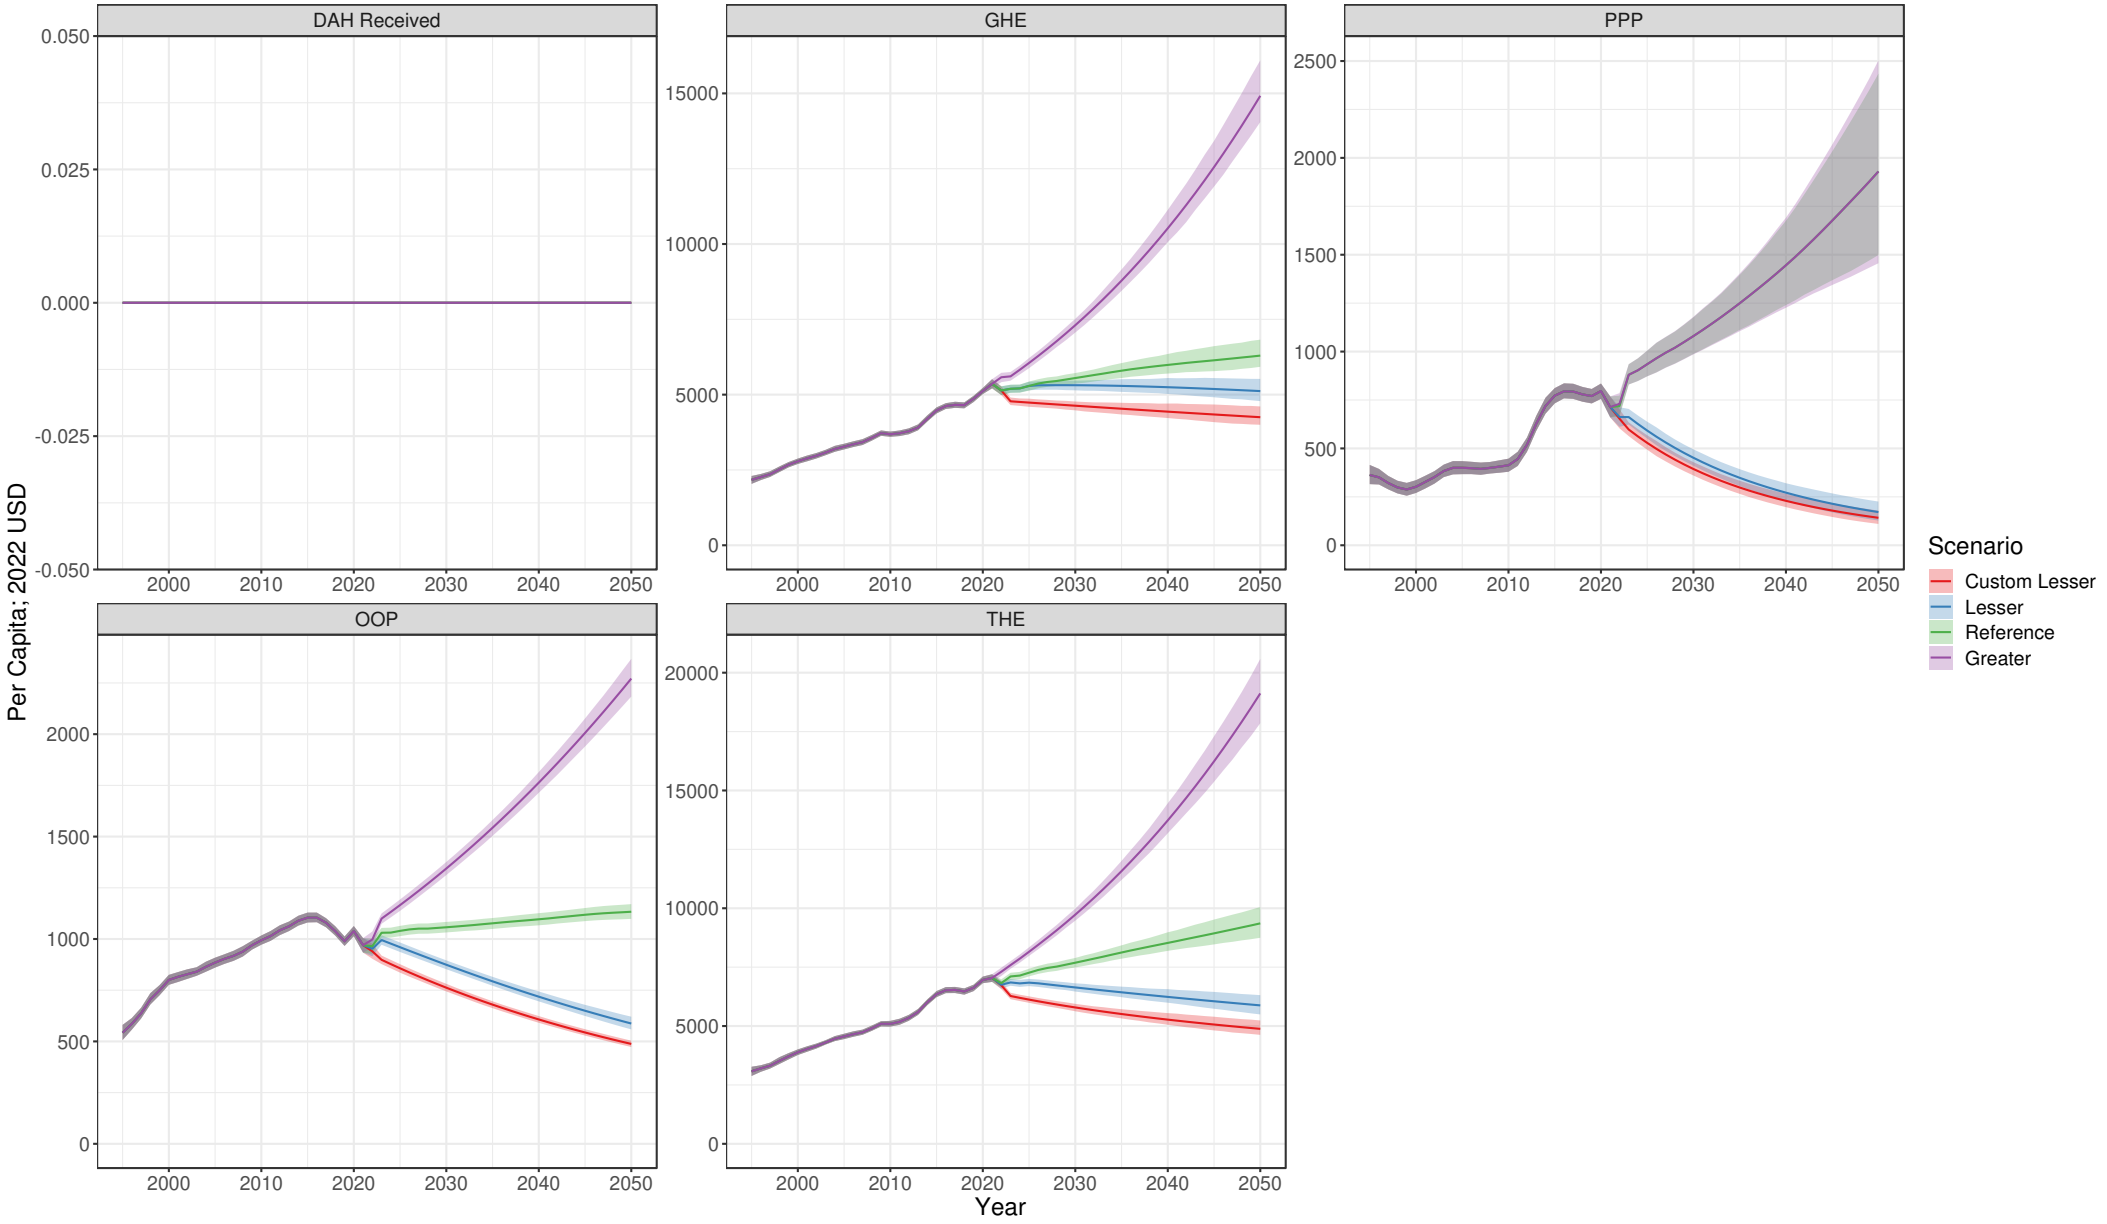 DAH Received
GHE
PPP
0.050
0.025
0.000
-0.025
-0.050
15000
10000
5000
0
2500
2000
1500
1000
500
0
2000 2010 2020 2030 2040 2050
2000 2010 2020 2030 2040 2050
2000 2010 2020 2030 2040 2050
Per Capita; 2022 USD
OOP
THE
2000
1500
1000
500
0
20000
15000
10000
5000
0
2000 2010 2020 2030 2040 2050
2000 2010 2020 2030 2040 2050
Year
Scenario
Custom Lesser
Lesser
Reference
Greater